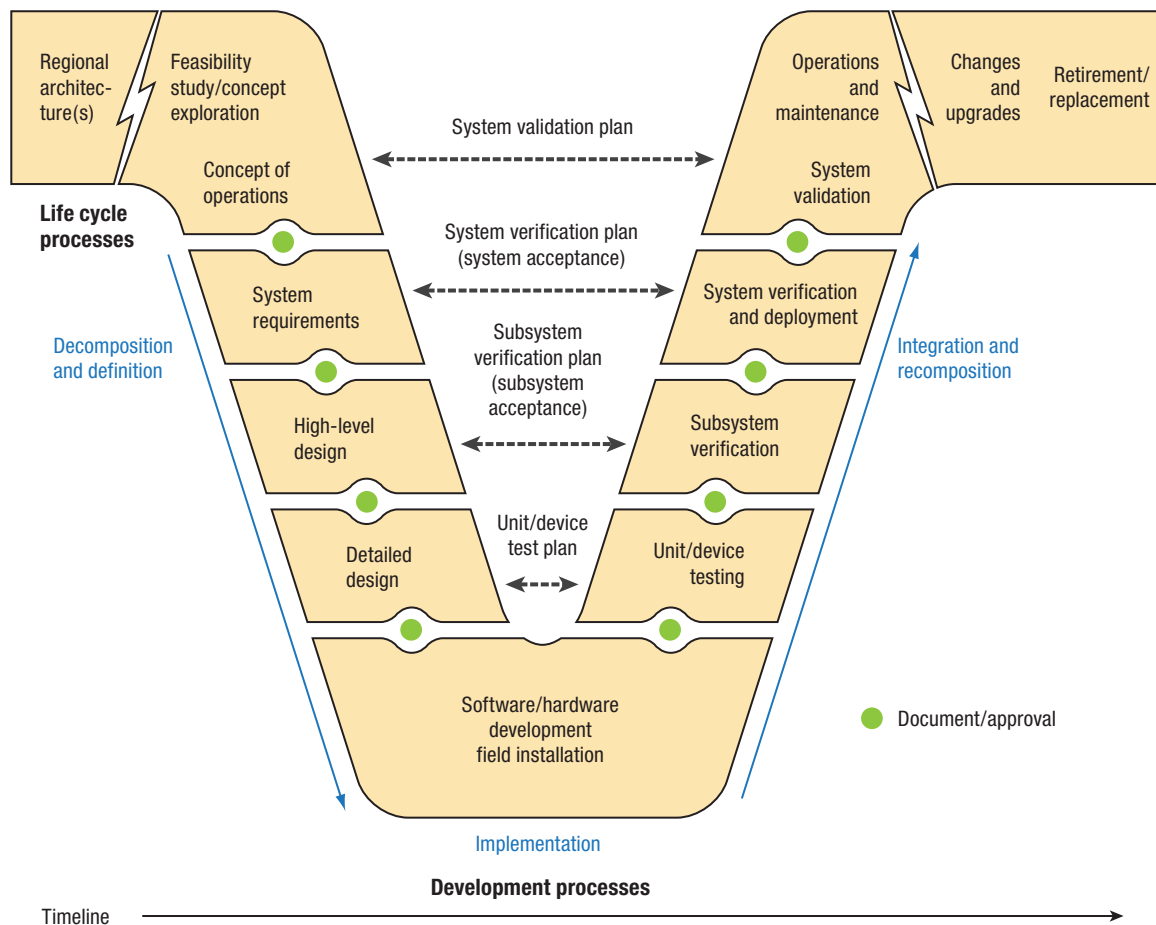 Regional
architec-
ture(s)
Feasibility
study/concept
exploration
Concept of
operations
Operations
and
maintenance
System
validation
Changes
and
upgrades
Retirement/
replacement
System validation plan
Life cycle
processes
System verification plan
(system acceptance)
System
requirements
System verification
and deployment
Decomposition
and definition
Subsystem
verification plan
(subsystem
acceptance)
Integration and
recomposition
High-level
design
Subsystem
verification
Unit/device
test plan
Detailed
design
Unit/device
testing
Software/hardware
development
field installation
Document/approval
Implementation
Development processes
Timeline